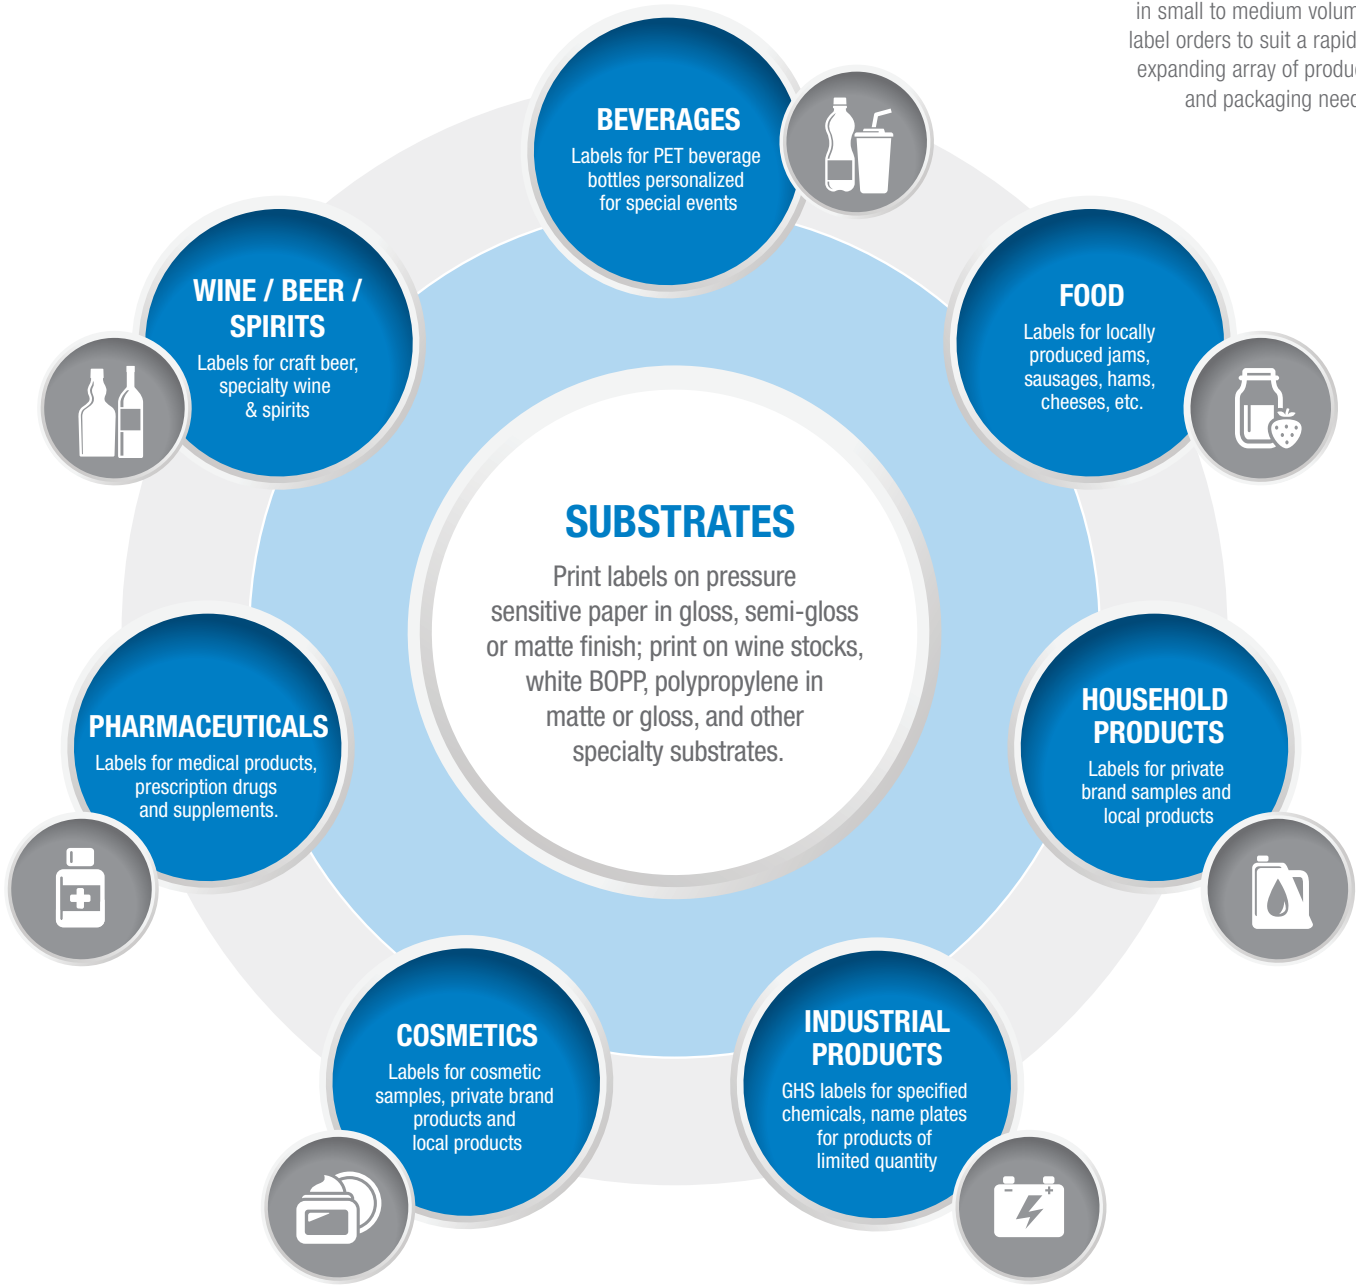 in small to medium
label orders to suit a
expanding array of
and packaging
BEVERAGES
Labels for PET beverage
bottles personalized
for special events
FOOD
Labels for locally
produced jams,
sausages, hams,
cheeses, etc.
HOUSEHOLD
PRODUCTS
Labels for private
brand samples and
local products
INDUSTRIAL
PRODUCTS
GHS labels for specified
chemicals, name plates
for products of
limited quantity
COSMETICS
Labels for cosmetic
samples, private brand
products and
local products
PHARMACEUTICALS
Labels for medical products,
prescription drugs
and supplements.
WINE / BEER /
SPIRITS
Labels for craft beer,
specialty wine
& spirits
SUBSTRATES
Print labels on pressure
sensitive paper in gloss, semi-gloss
or matte finish; print on wine stocks,
white BOPP, polypropylene in
matte or gloss, and other
specialty substrates.